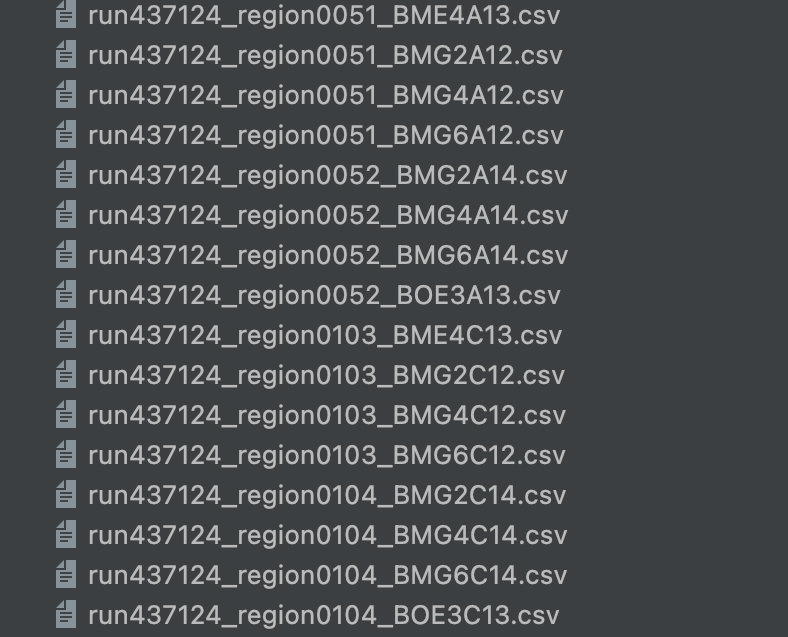 run437124_region0051_BME4A13.csv
run437124_region0051_BMG2A12.csv
run437124_region0051_BMG4A12.csv
run437124_region0051_BMG6A12.csv
run437124_region0052_BMG2A14.csv
run437124_region0052_BMG4A14.csv
run437124_region0052_BMG6A14.csv
run437124_region0052_BOE3A13.csv
run437124_region0103_BME4C13.csv
run437124_region0103_BMG2C12.csv
run437124_region0103_BMG4C12.csv
run437124_region0103_BMG6C12.csv
run437124_region0104_BMG2C14.csv
run437124_region0104_BMG4C14.csv
run437124_region0104_BMG6C14.csv
run437124_region0104_BOE3C13.csv